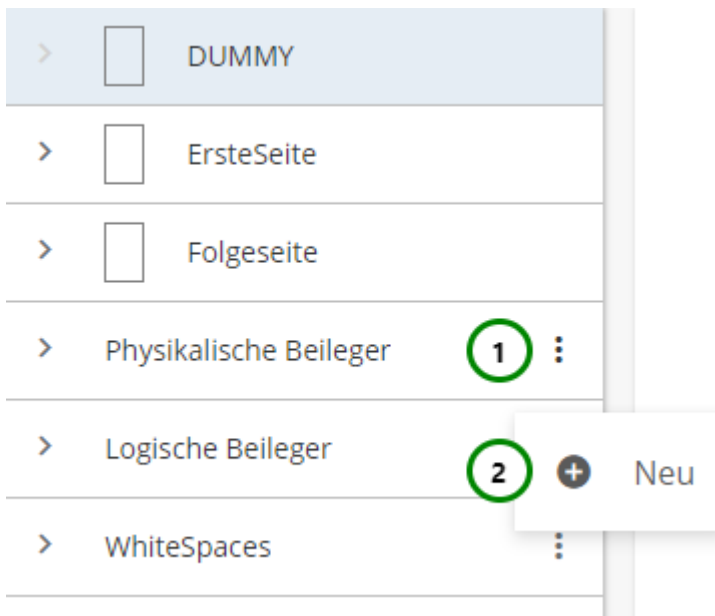 DUMMY
ErsteSeite
Folgeseite
Physikalische Beileger 1
Logische Beileger
2 Neu
WhiteSpaces